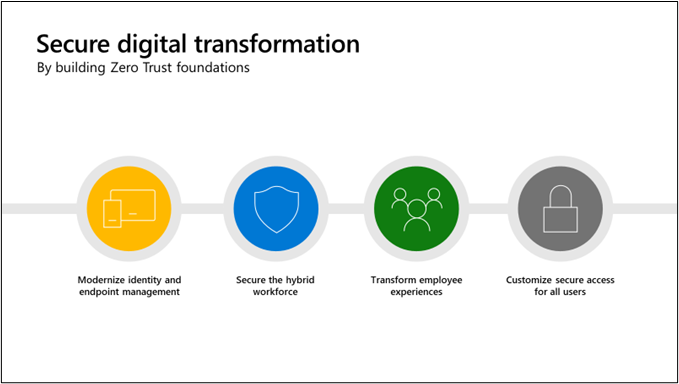 Secure digital transformation
By building Zero Trust foundations
Modernize identity and
endpoint management
Secure the hybrid
workforce
Transform employee
experiences
Customize secure access
for all users